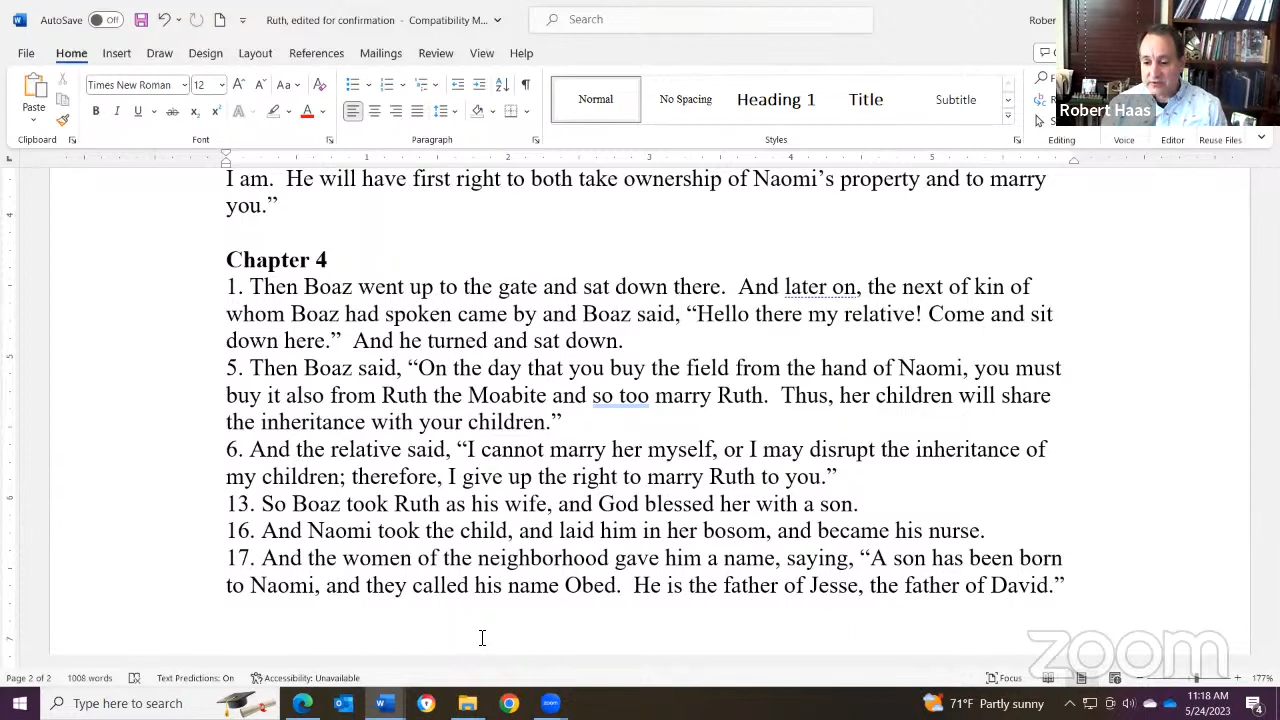 AutoSave Off Ruth, edited for confirmation - Compatibility M... Search Rober
File Home Insert Draw Design Layout References Mailings Review View Help
Times New Roman 12 Aa
Paste B I U ab x₂ x² A A Normal No Spacing Heading 1 Title Subtitle
Robert Haas
Clipboard Font Paragraph Styles Editing Voice Editor Reuse Files
1 2 3 4 5
I am. He will have first right to both take ownership of Naomi’s property and to marry
you.”
Chapter 4
1. Then Boaz went up to the gate and sat down there. And later on, the next of kin of
whom Boaz had spoken came by and Boaz said, “Hello there my relative! Come and sit
down here.” And he turned and sat down.
5. Then Boaz said, “On the day that you buy the field from the hand of Naomi, you must
buy it also from Ruth the Moabite and so too marry Ruth. Thus, her children will share
the inheritance with your children.”
6. And the relative said, “I cannot marry her myself, or I may disrupt the inheritance of
my children; therefore, I give up the right to marry Ruth to you.”
13. So Boaz took Ruth as his wife, and God blessed her with a son.
16. And Naomi took the child, and laid him in her bosom, and became his nurse.
17. And the women of the neighborhood gave him a name, saying, “A son has been born
to Naomi, and they called his name Obed. He is the father of Jesse, the father of David.”
zoom
Page 2 of 2 1008 words Text Predictions: On Accessibility: Unavailable Focus 177%
Type here to search 71°F Partly sunny 11:18 AM
5/24/2023